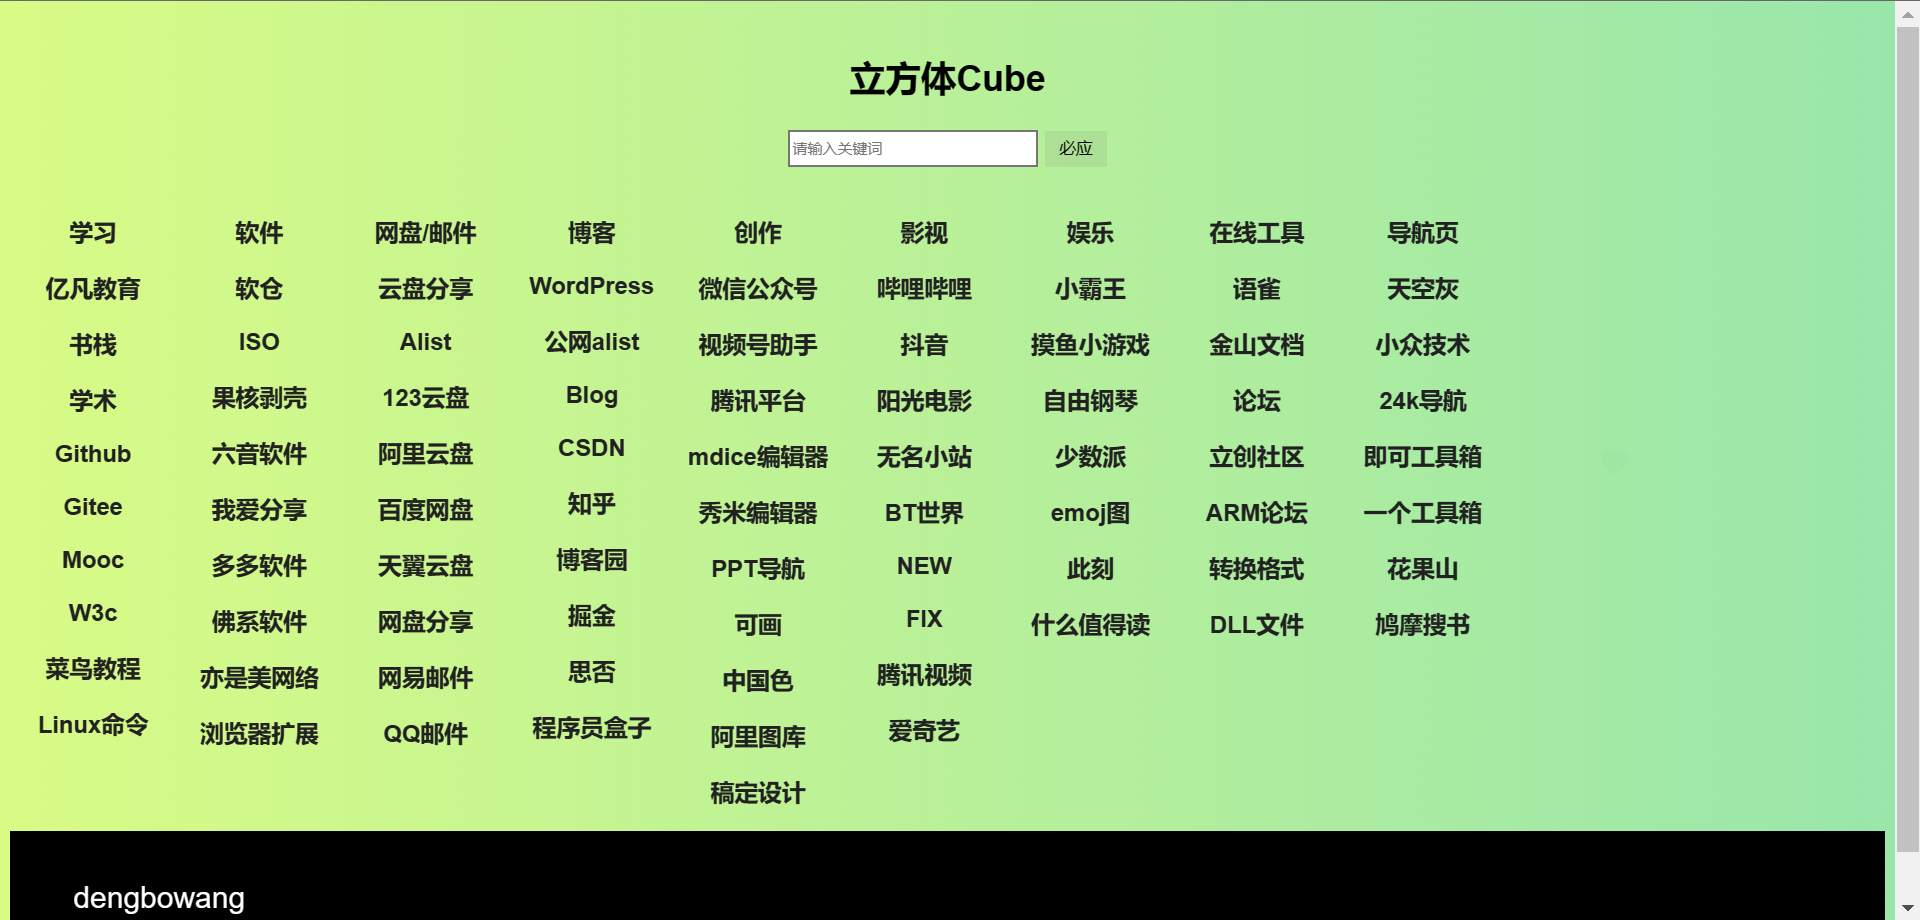 立方体Cube
请输入关键词 必应
学习 软件 网盘/邮件 博客 创作 影视 娱乐 在线工具 导航页
亿凡教育 软仓 云盘分享 WordPress 微信公众号 哔哩哔哩 小霸王 语雀 天空灰
书栈 ISO Alist 公网alist 视频号助手 抖音 摸鱼小游戏 金山文档 小众技术
学术 果核剥壳 123云盘 Blog 腾讯平台 阳光电影 自由钢琴 论坛 24k导航
Github 六音软件 阿里云盘 CSDN mdice编辑器 无名小站 少数派 立创社区 即可工具箱
Gitee 我爱分享 百度网盘 知乎 秀米编辑器 BT世界 emoj图 ARM论坛 一个工具箱
Mooc 多多软件 天翼云盘 博客园 PPT导航 NEW 此刻 转换格式 花果山
W3c 佛系软件 网盘分享 掘金 可画 FIX 什么值得读 DLL文件 鸠摩搜书
菜鸟教程 亦是美网络 网易邮件 思否 中国色 腾讯视频
Linux命令 浏览器扩展 QQ邮件 程序员盒子 阿里图库 爱奇艺
稿定设计
dengbowang